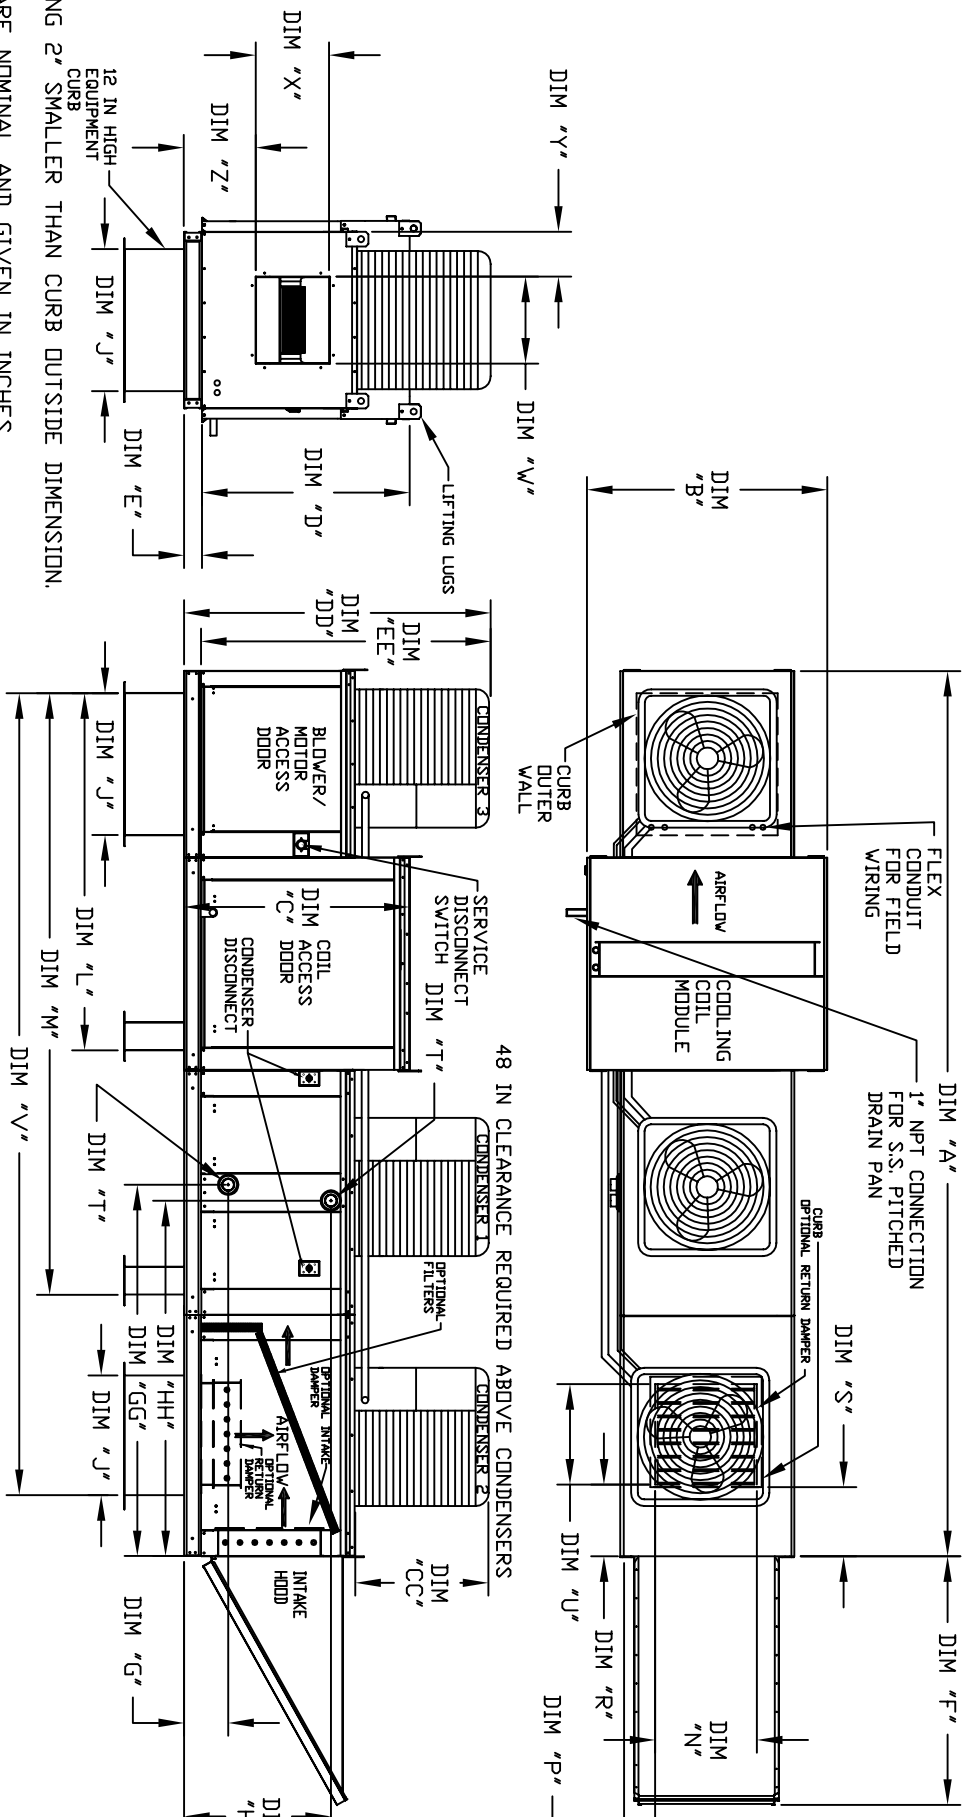 DIM "A"
DIM "F"
1" NPT CONNECTION
FOR S.S. PITCHED
DRAIN PAN
FLEX
CONDUIT
FOR FIELD
WIRING
DIM "S"
CURB
OPTIONAL RETURN DAMPER
DIM
"B"
AIRFLOW
COOLING
COIL
MODULE
DIM
"N"
CURB
OUTER
WALL
DIM "U"
DIM "R"
DIM "P"
48 IN CLEARANCE REQUIRED ABOVE CONDENSERS
SERVICE
DISCONNECT
SWITCH
DIM "T"
CONDENSER 3
CONDENSER 1
CONDENSER 2
OPTIONAL
FILTERS
DIM
"CC"
DIM
"EE"
DIM
"DD"
BLOWER/
MOTOR
ACCESS
DOOR
DIM
"C"
COIL
ACCESS
DOOR
CONDENSER
DISCONNECT
OPTIONAL INTAKE
DAMPER
AIRFLOW
OPTIONAL
RETURN
DAMPER
INTAKE
HOOD
DIM "J"
DIM "L"
DIM "M"
DIM "V"
DIM "T"
DIM "HH"
DIM "GG"
DIM "J"
DIM "G"
DIM "Y"
DIM "W"
DIM "X"
DIM "Z"
LIFTING LUGS
DIM "D"
DIM "E"
DIM "J"
12 IN HIGH
EQUIPMENT
CURB
2" SMALLER THAN CURB OUTSIDE DIMENSION.
NOMINAL AND GIVEN IN INCHES